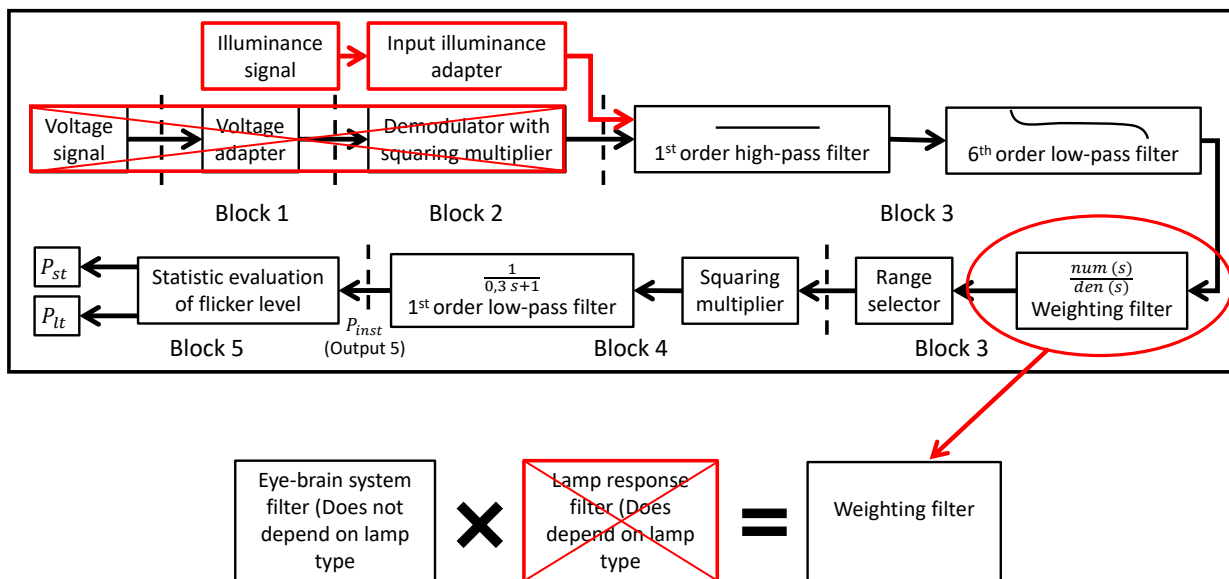 Illuminance
signal
Input illuminance
adapter
Voltage
signal
Voltage
adapter
Demodulator with
squaring multiplier
1st order high-pass filter
6th order low-pass filter
Block 1
Block 2
Block 3
P_st
P_lt
Statistic evaluation
of flicker level
P_inst
(Output 5)
1
0,3 s+1
1st order low-pass filter
Squaring
multiplier
Range
selector
num (s)
den (s)
Weighting filter
Block 5
Block 4
Block 3
Eye-brain system
filter (Does not
depend on lamp
type
×
Lamp response
filter (Does
depend on lamp
type
=
Weighting filter